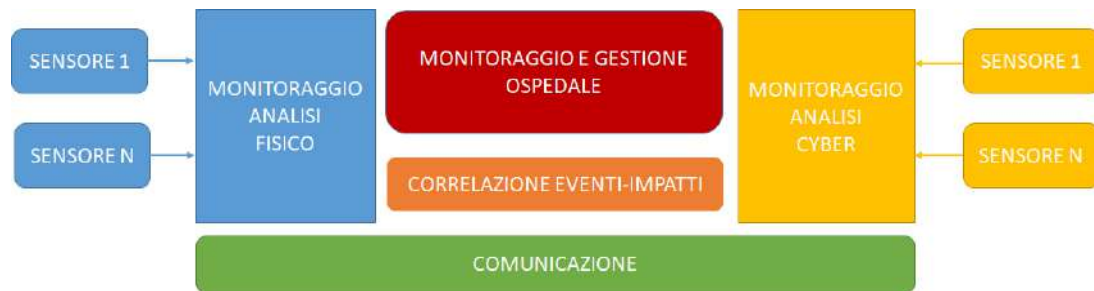 SENSORE 1
SENSORE N
MONITORAGGIO
ANALISI
FISICO
MONITORAGGIO E GESTIONE
OSPEDALE
CORRELAZIONE EVENTI-IMPATTI
MONITORAGGIO
ANALISI
CYBER
SENSORE 1
SENSORE N
COMUNICAZIONE